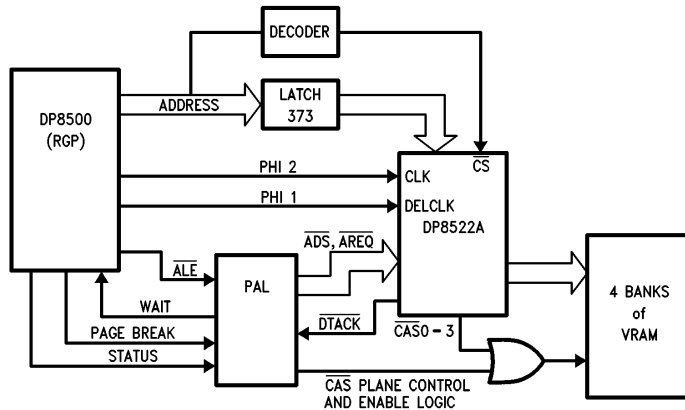 DECODER
DP8500
(RGP)
ADDRESS
LATCH
373
PHI 2
CLK
CS
PHI 1
DELCLK
DP8522A
ADS, AREQ
ALE
PAL
WAIT
DTACK
CAS0-3
PAGE BREAK
STATUS
4 BANKS
of
VRAM
CAS PLANE CONTROL
AND ENABLE LOGIC